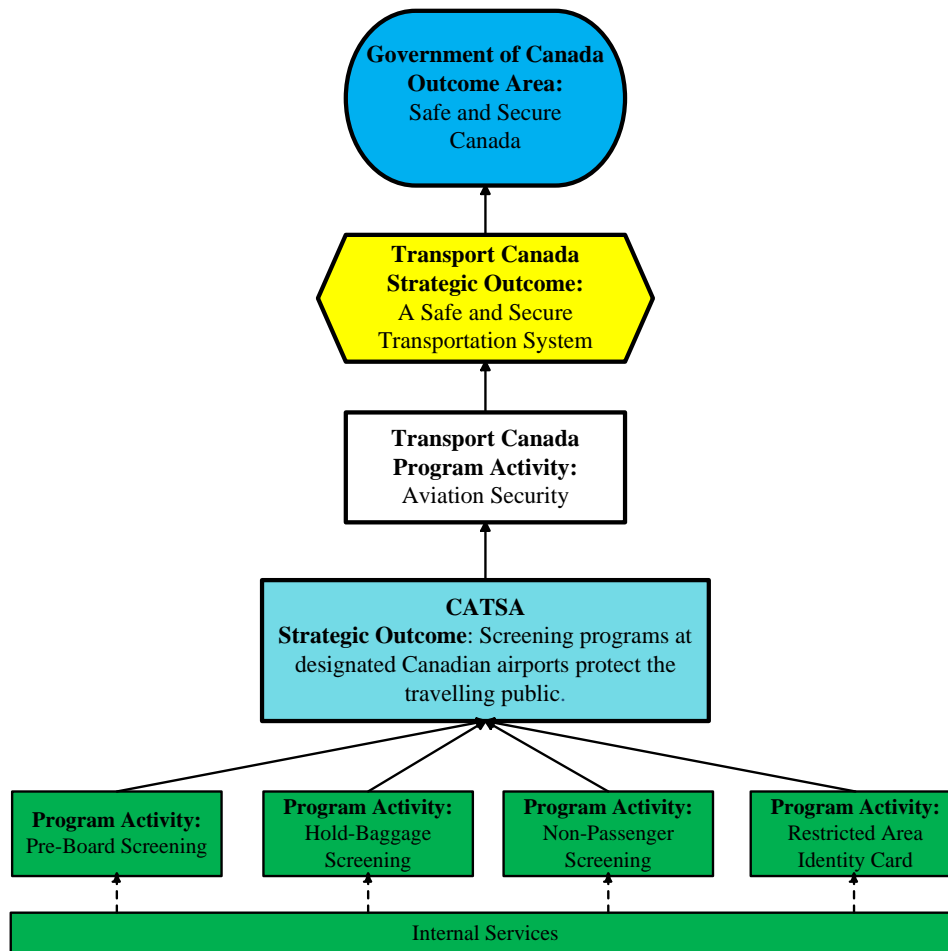 Government of Canada
Outcome Area:
Safe and Secure
Canada
Transport Canada
Strategic Outcome:
A Safe and Secure
Transportation System
Transport Canada
Program Activity:
Aviation Security
CATSA
Strategic Outcome: Screening programs at
designated Canadian airports protect the
travelling public.
Program Activity:
Pre-Board Screening
Program Activity:
Hold-Baggage
Screening
Program Activity:
Non-Passenger
Screening
Program Activity:
Restricted Area
Identity Card
Internal Services